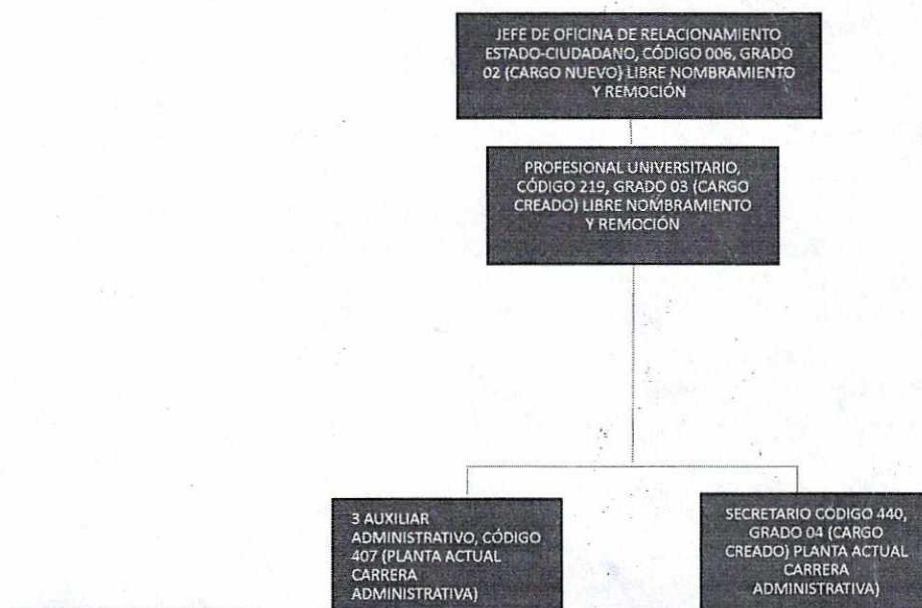 JEFE DE OFICINA DE RELACIONAMIENTO
ESTADO-CIUDADANO, CÓDIGO 006, GRADO
02 (CARGO NUEVO) LIBRE NOMBRAMIENTO
Y REMOCIÓN
PROFESIONAL UNIVERSITARIO,
CÓDIGO 219, GRADO 03 (CARGO
CREADO) LIBRE NOMBRAMIENTO
Y REMOCIÓN
3 AUXILIAR
ADMINISTRATIVO, CÓDIGO
407 (PLANTA ACTUAL
CARRERA
ADMINISTRATIVA)
SECRETARIO CÓDIGO 440,
GRADO 04 (CARGO
CREADO) PLANTA ACTUAL
CARRERA
ADMINISTRATIVA)